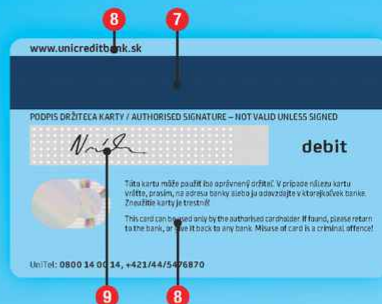 8
7
www.unicreditbank.sk
PODPIS DRŽITEĽA KARTY / AUTHORISED SIGNATURE – NOT VALID UNLESS SIGNED
debit
Túto kartu môže použiť iba oprávnený držiteľ. V prípade nálezu kartu
vráťte, prosím, na adresu banky alebo ju odovzdajte v ktorejkoľvek banke.
Zneužitie karty je trestné!
This card can be used only by the authorised cardholder. If found, please return
to the bank, or give it back to any bank. Misuse of card is a criminal offence!
UniTel: 0800 14 00 14, +421/44/5476870
9
8